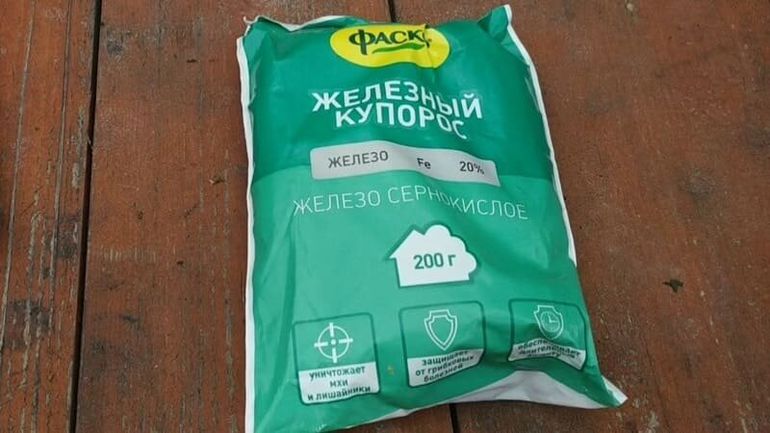 ФАСКО
ЖЕЛЕЗНЫЙ
КУПОРОС
ЖЕЛЕЗО Fe 20%
ЖЕЛЕЗО СЕРНОКИСЛОЕ
200 г
уничтожает
мхи
и лишайники
защищает
от грибковых
болезней